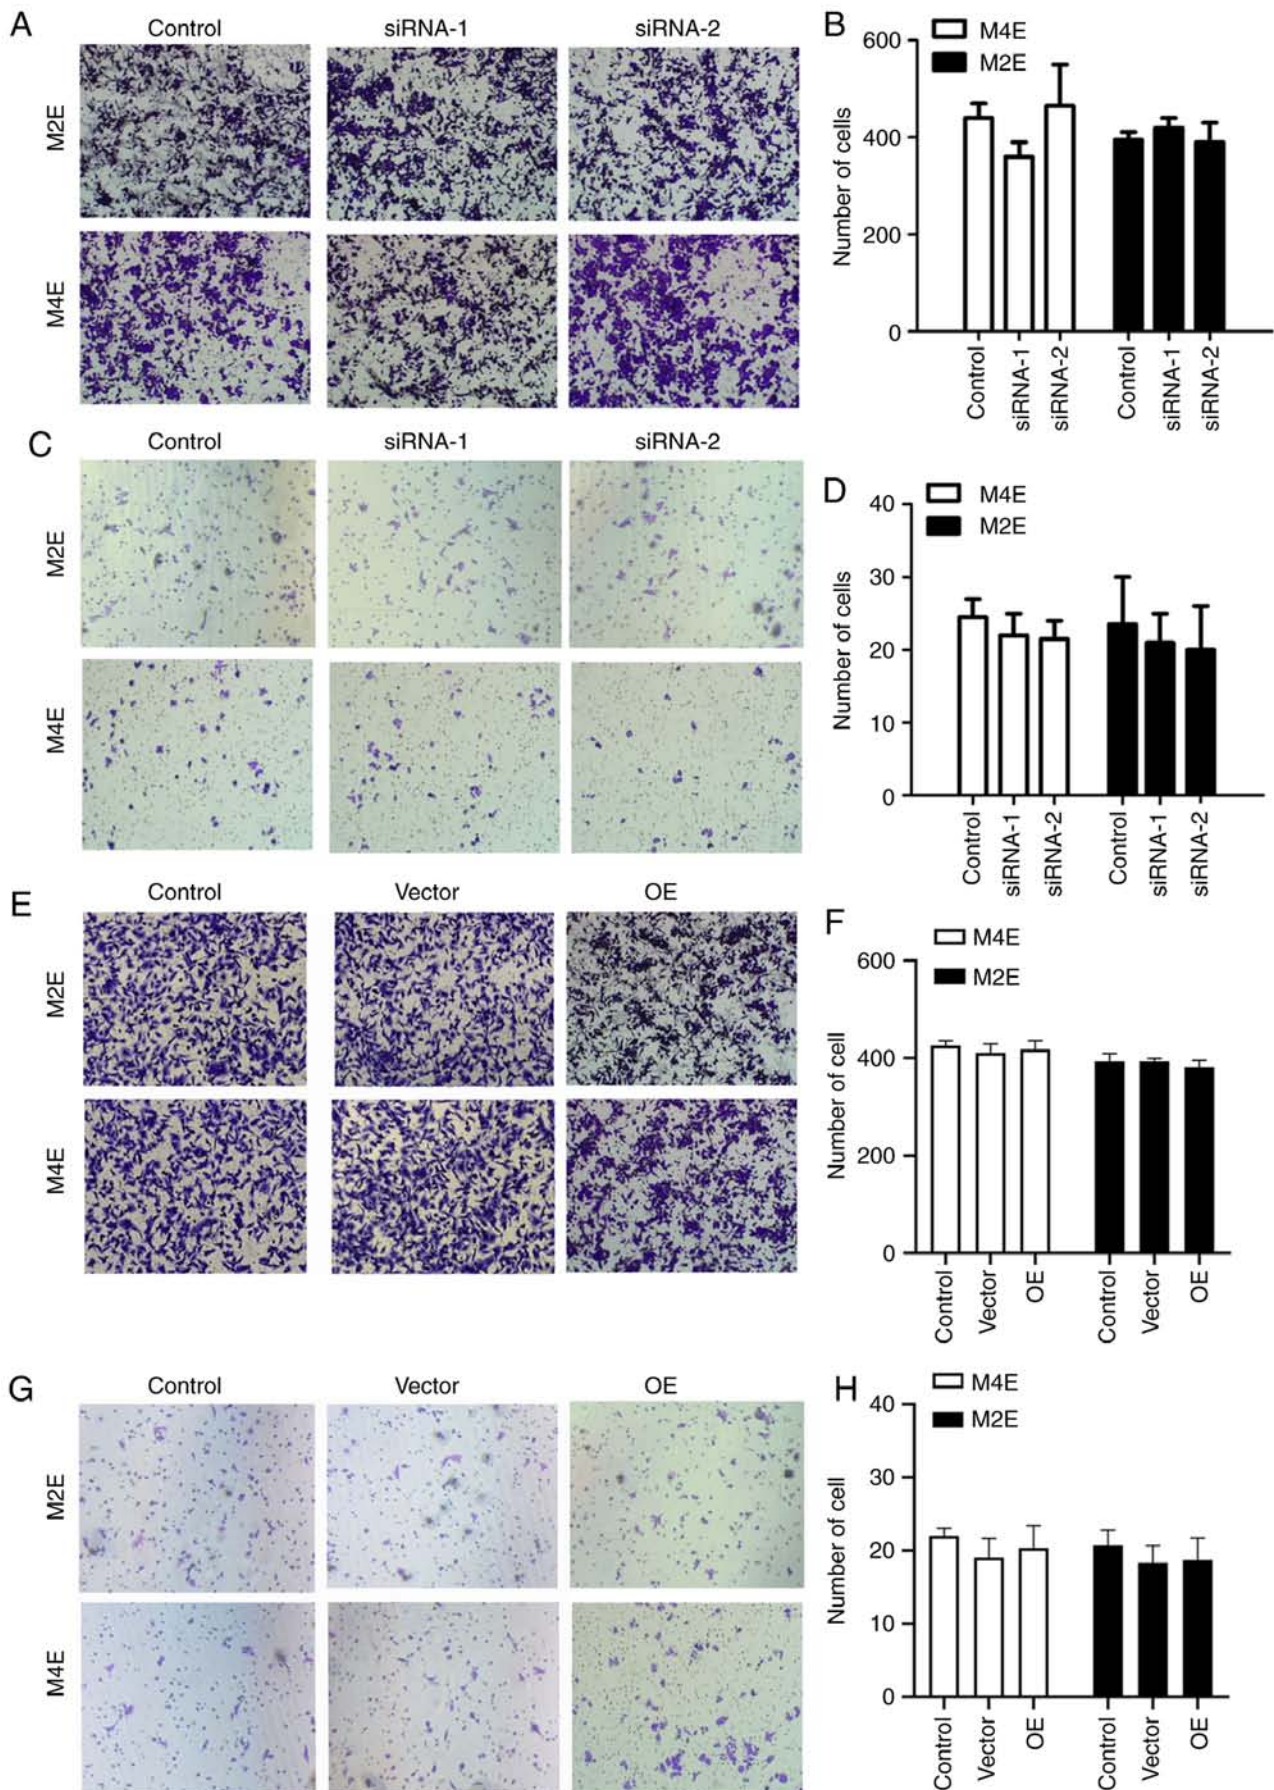 A
Control siRNA-1 siRNA-2
M2E
M4E
B
M4E
M2E
Number of cells
600
400
200
0
Control siRNA-1 siRNA-2 Control siRNA-1 siRNA-2
C
Control siRNA-1 siRNA-2
M2E
M4E
D
M4E
M2E
Number of cells
40
30
20
10
0
Control siRNA-1 siRNA-2 Control siRNA-1 siRNA-2
E
Control Vector OE
M2E
M4E
F
M4E
M2E
Number of cell
600
400
200
0
Control Vector OE Control Vector OE
G
Control Vector OE
M2E
M4E
H
M4E
M2E
Number of cell
40
30
20
10
0
Control Vector OE Control Vector OE